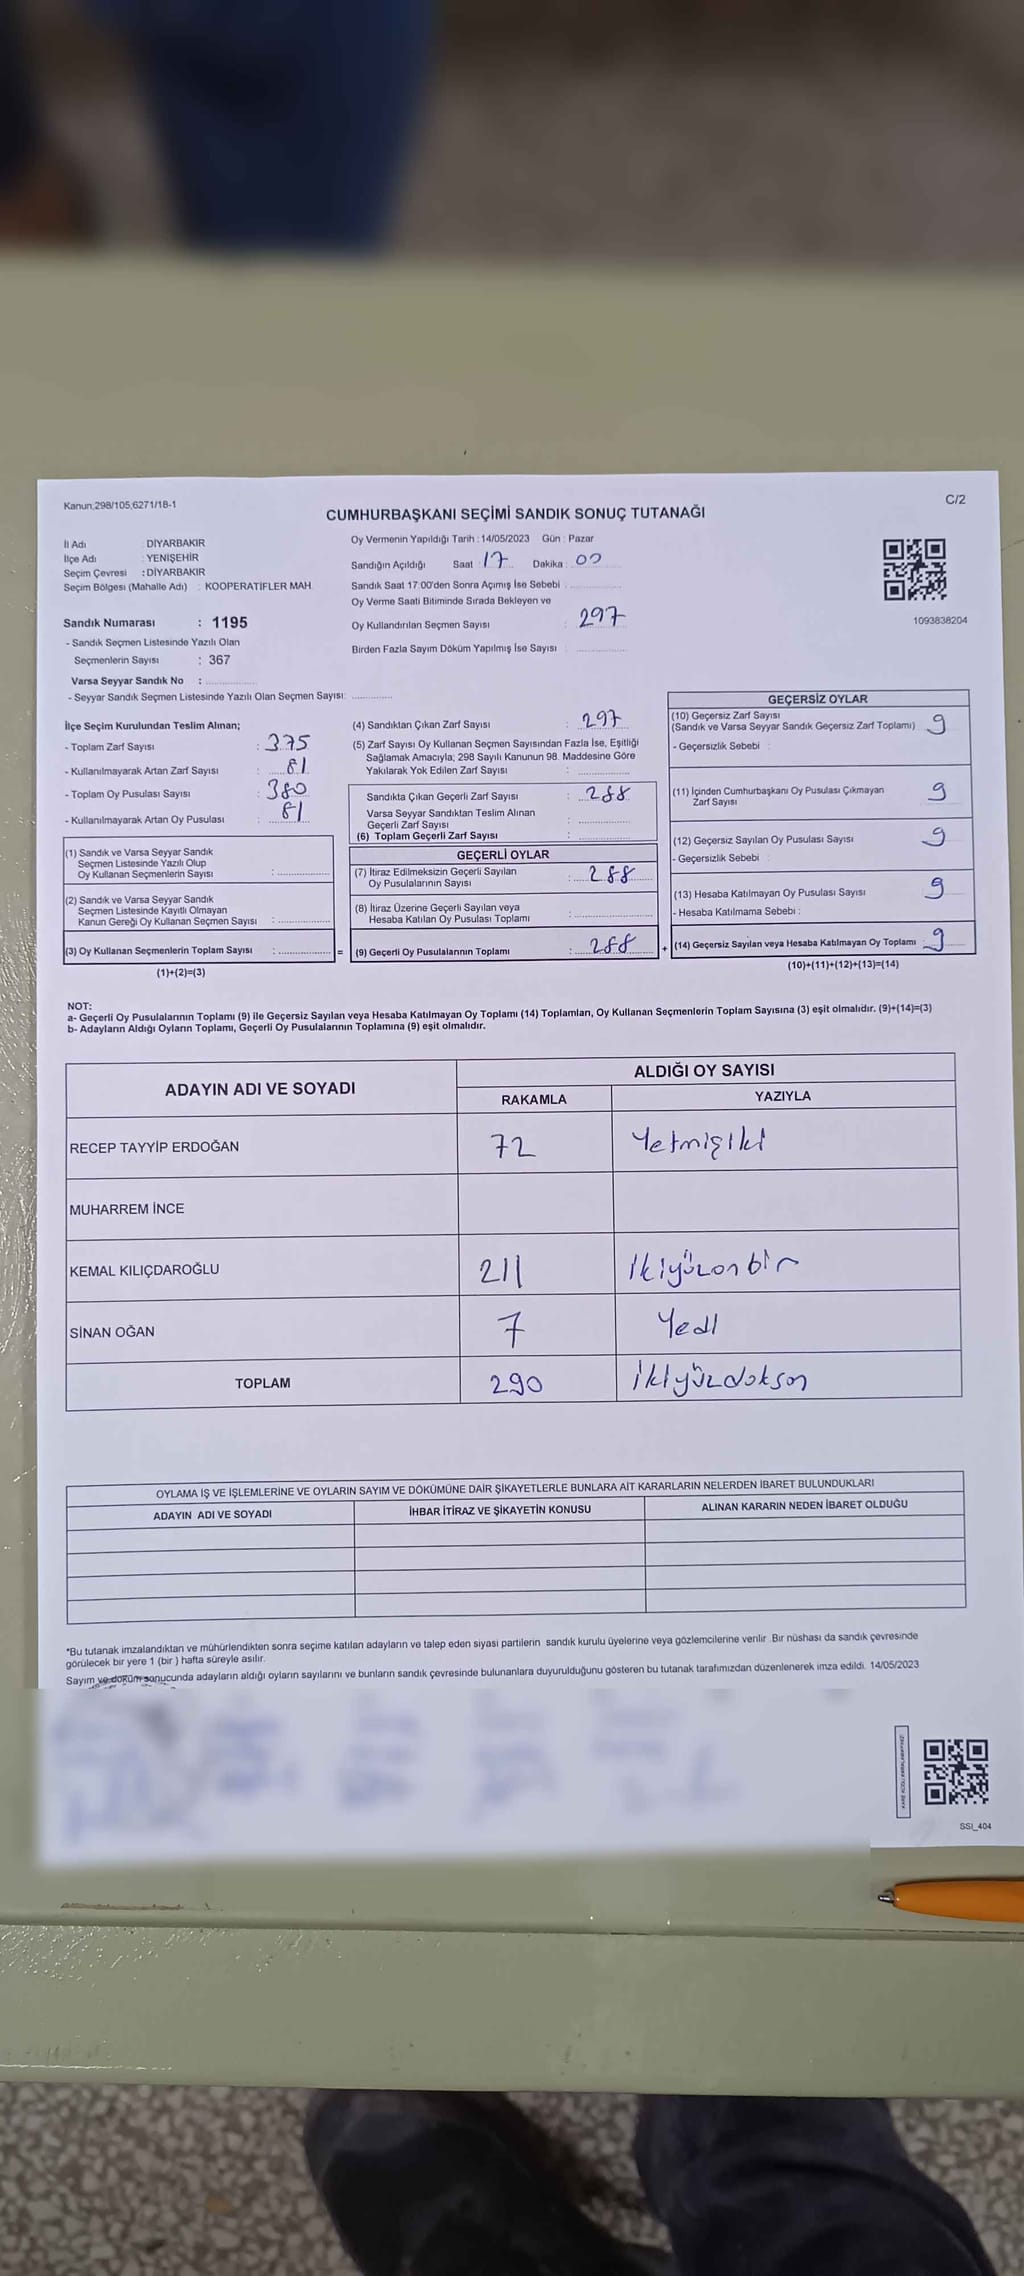 Kanun;298/105;6271/18-1
C/2
CUMHURBAŞKANI SEÇİMİ SANDIK SONUÇ TUTANAĞI
İl Adı : DİYARBAKIR
İlçe Adı : YENİŞEHİR
Seçim Çevresi : DİYARBAKIR
Seçim Bölgesi (Mahalle Adı) : KOOPERATİFLER MAH.
Oy Vermenin Yapıldığı Tarih : 14/05/2023 Gün : Pazar
Sandığın Açıldığı Saat : 17 Dakika : 00
Sandık Saat 17:00'den Sonra Açımış İse Sebebi :
Oy Verme Saati Bitiminde Sırada Bekleyen ve
Oy Kullandırılan Seçmen Sayısı : 297
Birden Fazla Sayım Döküm Yapılmış İse Sayısı :
1093838204
Sandık Numarası : 1195
- Sandık Seçmen Listesinde Yazılı Olan
Seçmenlerin Sayısı : 367
Varsa Seyyar Sandık No :
- Seyyar Sandık Seçmen Listesinde Yazılı Olan Seçmen Sayısı:
İlçe Seçim Kurulundan Teslim Alınan;
- Toplam Zarf Sayısı : 375
- Kullanılmayarak Artan Zarf Sayısı : 81
- Toplam Oy Pusulası Sayısı : 380
- Kullanılmayarak Artan Oy Pusulası : 81
(1) Sandık ve Varsa Seyyar Sandık
Seçmen Listesinde Yazılı Olup
Oy Kullanan Seçmenlerin Sayısı :
(2) Sandık ve Varsa Seyyar Sandık
Seçmen Listesinde Kayıtlı Olmayan
Kanun Gereği Oy Kullanan Seçmen Sayısı :
(3) Oy Kullanan Seçmenlerin Toplam Sayısı : =
(1)+(2)=(3)
(4) Sandıktan Çıkan Zarf Sayısı : 297
(5) Zarf Sayısı Oy Kullanan Seçmen Sayısından Fazla İse, Eşitliği
Sağlamak Amacıyla; 298 Sayılı Kanunun 98. Maddesine Göre
Yakılarak Yok Edilen Zarf Sayısı :
Sandıkta Çıkan Geçerli Zarf Sayısı : 288
Varsa Seyyar Sandıktan Teslim Alınan
Geçerli Zarf Sayısı :
(6) Toplam Geçerli Zarf Sayısı :
GEÇERLİ OYLAR
(7) İtiraz Edilmeksizin Geçerli Sayılan
Oy Pusulalarının Sayısı : 288
(8) İtiraz Üzerine Geçerli Sayılan veya
Hesaba Katılan Oy Pusulası Toplamı :
(9) Geçerli Oy Pusulalarının Toplamı : 288 +
GEÇERSİZ OYLAR
(10) Geçersiz Zarf Sayısı
(Sandık ve Varsa Seyyar Sandık Geçersiz Zarf Toplamı) 9
- Geçersizlik Sebebi :
(11) İçinden Cumhurbaşkanı Oy Pusulası Çıkmayan
Zarf Sayısı 9
(12) Geçersiz Sayılan Oy Pusulası Sayısı 9
- Geçersizlik Sebebi :
(13) Hesaba Katılmayan Oy Pusulası Sayısı 9
- Hesaba Katılmama Sebebi :
(14) Geçersiz Sayılan veya Hesaba Katılmayan Oy Toplamı 9
(10)+(11)+(12)+(13)=(14)
NOT:
a- Geçerli Oy Pusulalarının Toplamı (9) ile Geçersiz Sayılan veya Hesaba Katılmayan Oy Toplamı (14) Toplamları, Oy Kullanan Seçmenlerin Toplam Sayısına (3) eşit olmalıdır. (9)+(14)=(3)
b- Adayların Aldığı Oyların Toplamı, Geçerli Oy Pusulalarının Toplamına (9) eşit olmalıdır.
ADAYIN ADI VE SOYADI ALDIĞI OY SAYISI
RAKAMLA YAZIYLA
RECEP TAYYİP ERDOĞAN 72 Yetmişiki
MUHARREM İNCE
KEMAL KILIÇDAROĞLU 211 İkiyüzonbir
SİNAN OĞAN 7 Yedi
TOPLAM 290 İkiyüzdoksan
OYLAMA İŞ VE İŞLEMLERİNE VE OYLARIN SAYIM VE DÖKÜMÜNE DAİR ŞİKAYETLERLE BUNLARA AİT KARARLARIN NELERDEN İBARET BULUNDUKLARI
ADAYIN ADI VE SOYADI İHBAR İTİRAZ VE ŞİKAYETİN KONUSU ALINAN KARARIN NEDEN İBARET OLDUĞU
*Bu tutanak imzalandıktan ve mühürlendikten sonra seçime katılan adayların ve talep eden siyasi partilerin sandık kurulu üyelerine veya gözlemcilerine verilir. Bir nüshası da sandık çevresinde
görülecek bir yere 1 (bir ) hafta süreyle asılır.
Sayım ve döküm sonucunda adayların aldığı oyların sayılarını ve bunların sandık çevresinde bulunanlara duyurulduğunu gösteren bu tutanak tarafımızdan düzenlenerek imza edildi. 14/05/2023
SSI_404